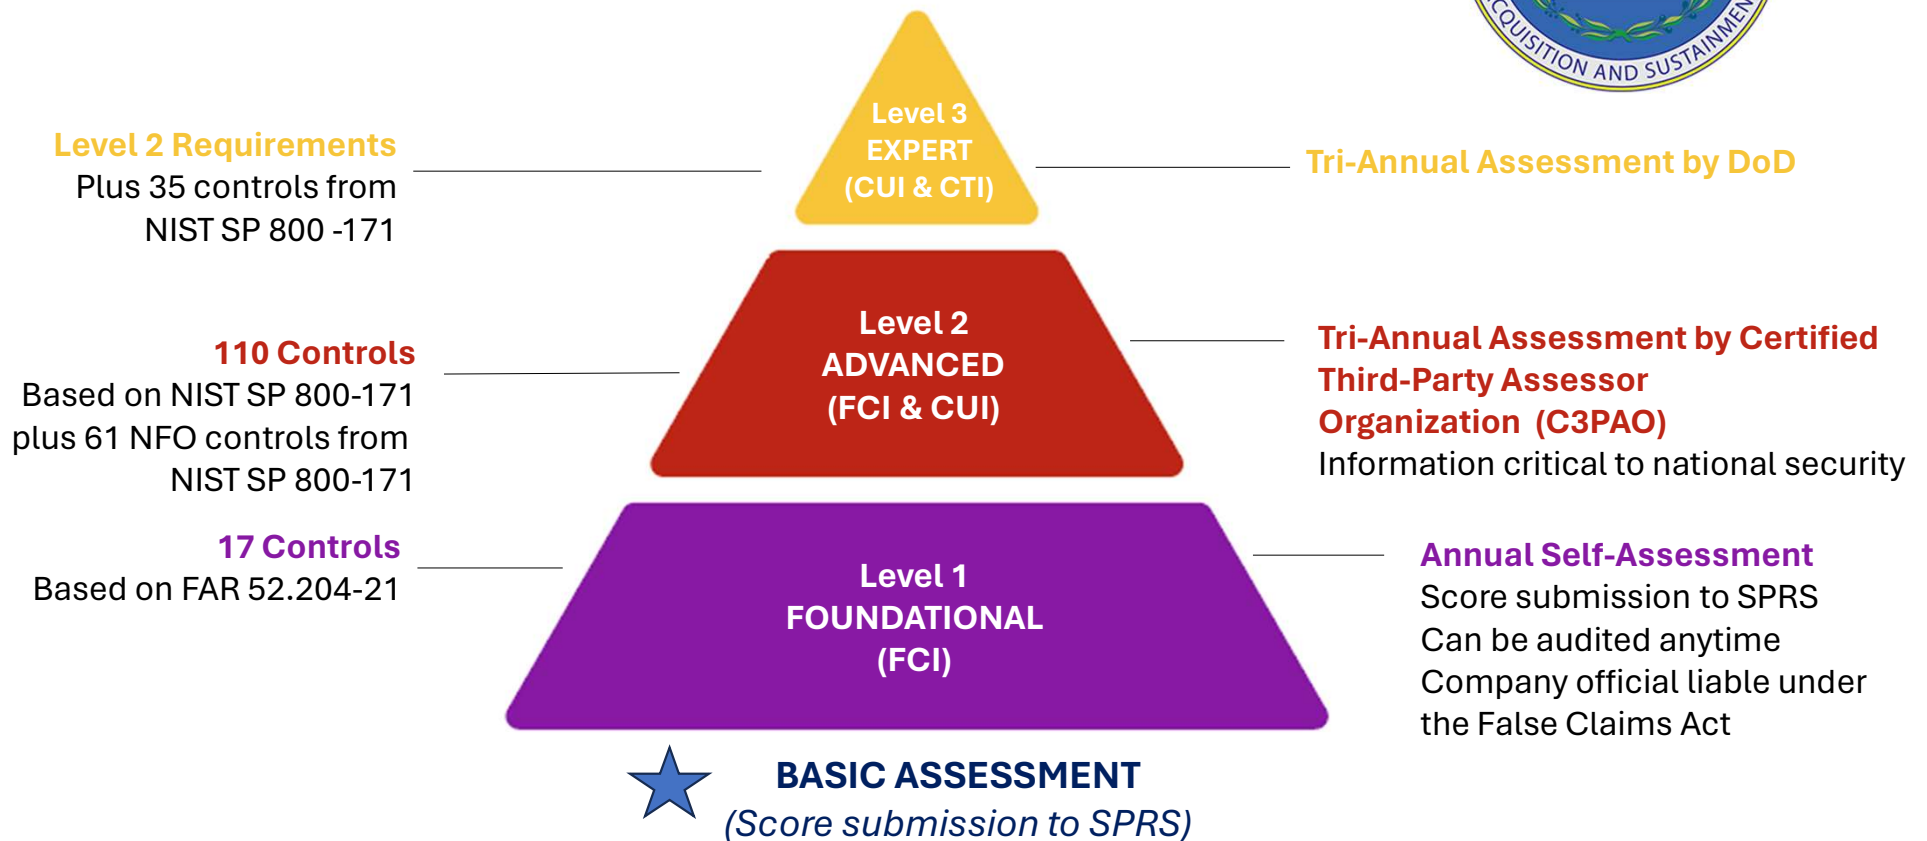 ACQUISITION AND SUSTAINMENT
Level 3
EXPERT
(CUI & CTI)
Level 2 Requirements
Plus 35 controls from
NIST SP 800 -171
Tri-Annual Assessment by DoD
Level 2
ADVANCED
(FCI & CUI)
110 Controls
Based on NIST SP 800-171
plus 61 NFO controls from
NIST SP 800-171
Tri-Annual Assessment by Certified
Third-Party Assessor
Organization (C3PAO)
Information critical to national security
17 Controls
Based on FAR 52.204-21
Level 1
FOUNDATIONAL
(FCI)
Annual Self-Assessment
Score submission to SPRS
Can be audited anytime
Company official liable under
the False Claims Act
BASIC ASSESSMENT
(Score submission to SPRS)